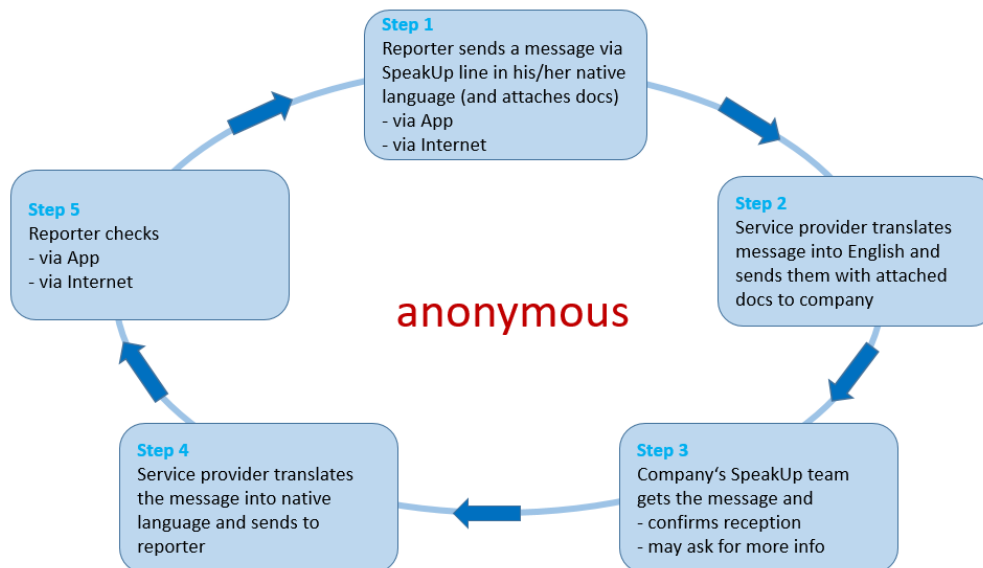 Step 1
Reporter sends a message via
SpeakUp line in his/her native
language (and attaches docs)
- via App
- via Internet
Step 2
Service provider translates
message into English and
sends them with attached
docs to company
Step 3
Company‘s SpeakUp team
gets the message and
- confirms reception
- may ask for more info
Step 4
Service provider translates
the message into native
language and sends to
reporter
Step 5
Reporter checks
- via App
- via Internet
anonymous